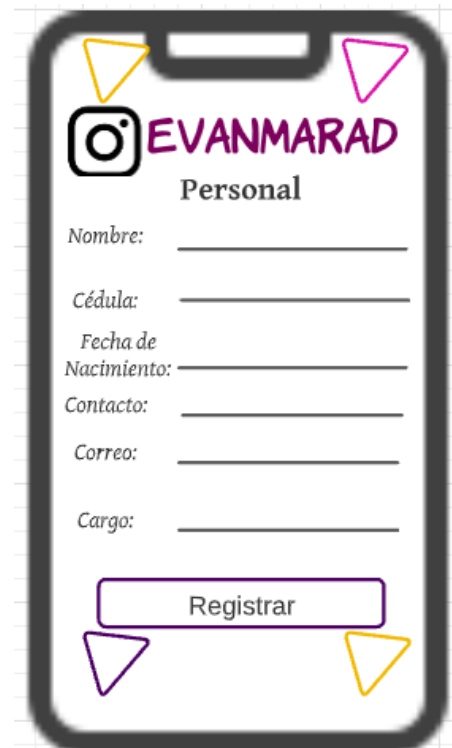 EVANMARAD
Personal
Nombre:
Cédula:
Fecha de
Nacimiento:
Contacto:
Correo:
Cargo:
Registrar